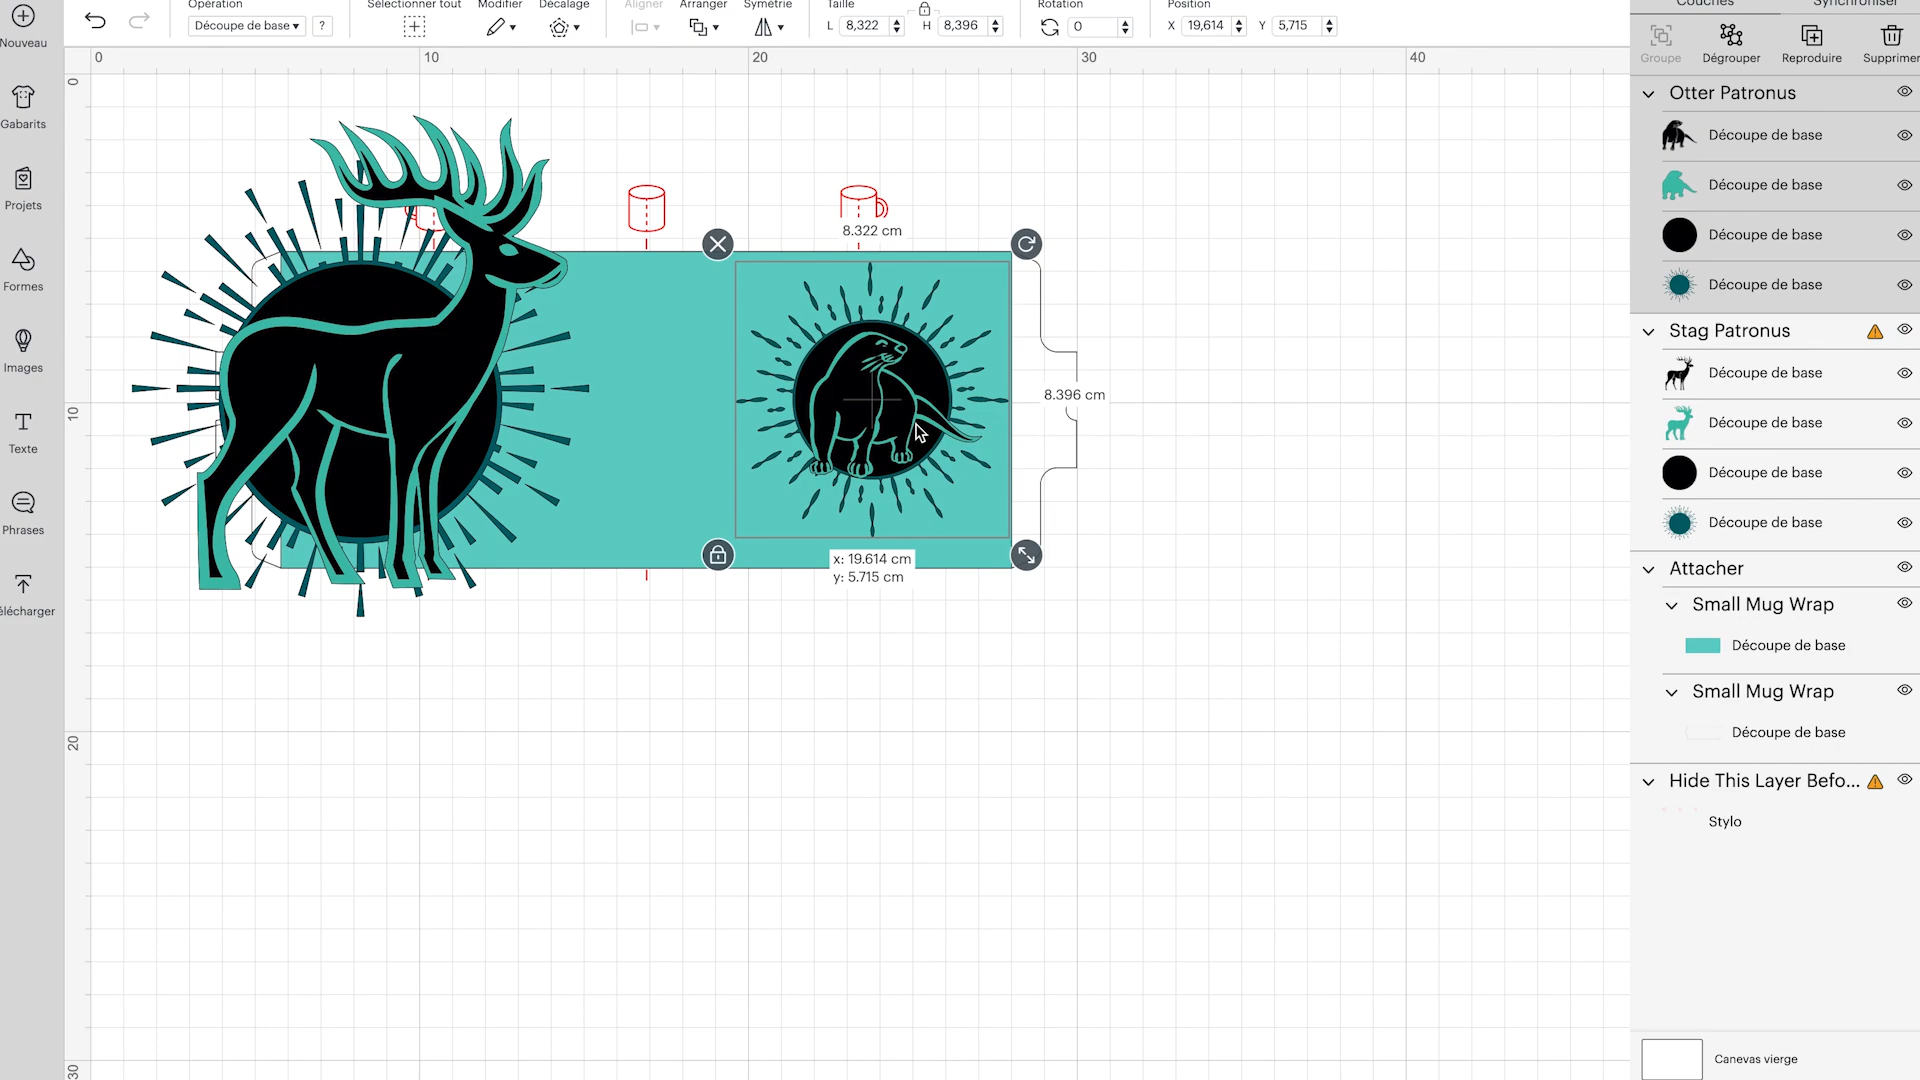 Opération
Sélectionner tout
Modifier
Décalage
Aligner
Arranger
Symétrie
Taille
Rotation
Position
Couches
Synchroniser
Nouveau
Découpe de base
?
L 8,322
H 8,396
0
X 19,614
Y 5,715
Groupe
Dégrouper
Reproduire
Supprimer
0
10
20
30
40
0
10
20
30
Gabarits
Projets
Formes
Images
Texte
Phrases
élécharger
8.322 cm
8.396 cm
x: 19.614 cm
y: 5.715 cm
Otter Patronus
Découpe de base
Découpe de base
Découpe de base
Découpe de base
Stag Patronus
Découpe de base
Découpe de base
Découpe de base
Découpe de base
Attacher
Small Mug Wrap
Découpe de base
Small Mug Wrap
Découpe de base
Hide This Layer Befo...
Stylo
Canevas vierge